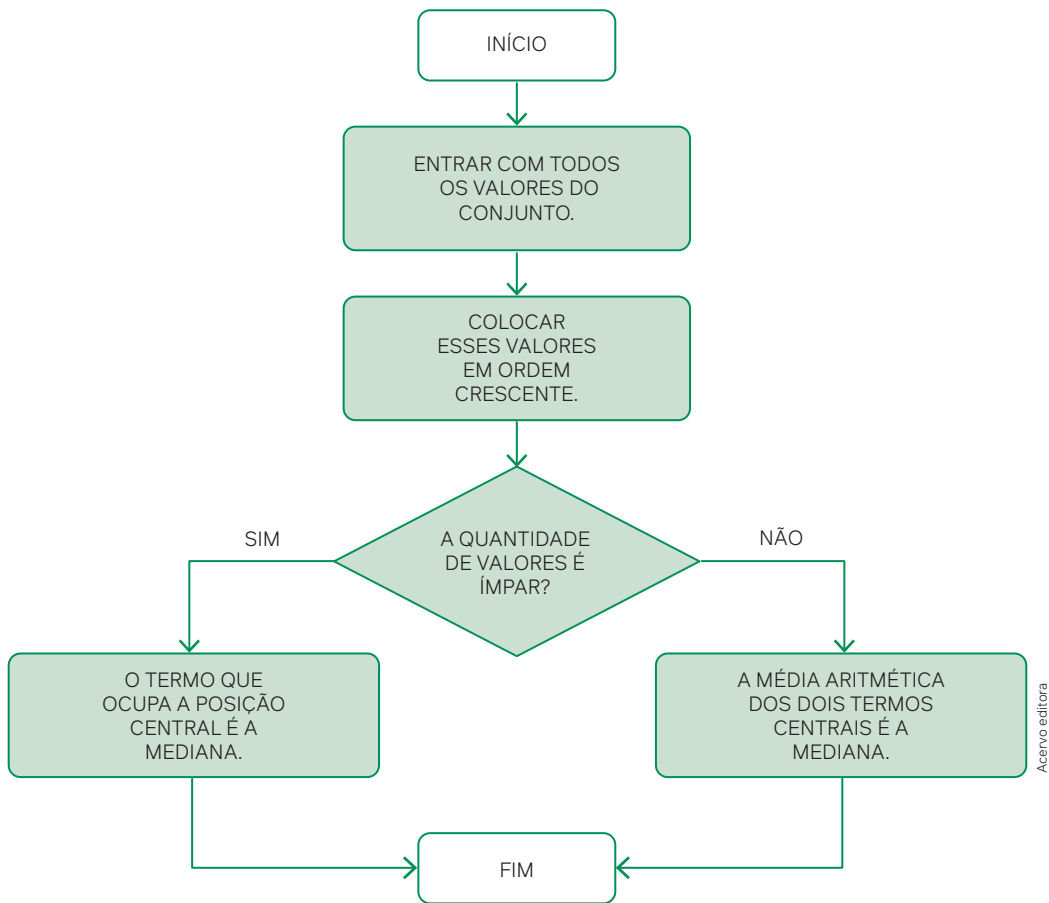 INÍCIO
ENTRAR COM TODOS
OS VALORES DO
CONJUNTO.
COLOCAR
ESSES VALORES
EM ORDEM
CRESCENTE.
SIM
A QUANTIDADE
DE VALORES É
ÍMPAR?
NÃO
O TERMO QUE
OCUPA A POSIÇÃO
CENTRAL É A
MEDIANA.
A MÉDIA ARITMÉTICA
DOS DOIS TERMOS
CENTRAIS É A
MEDIANA.
Acervo editora
FIM